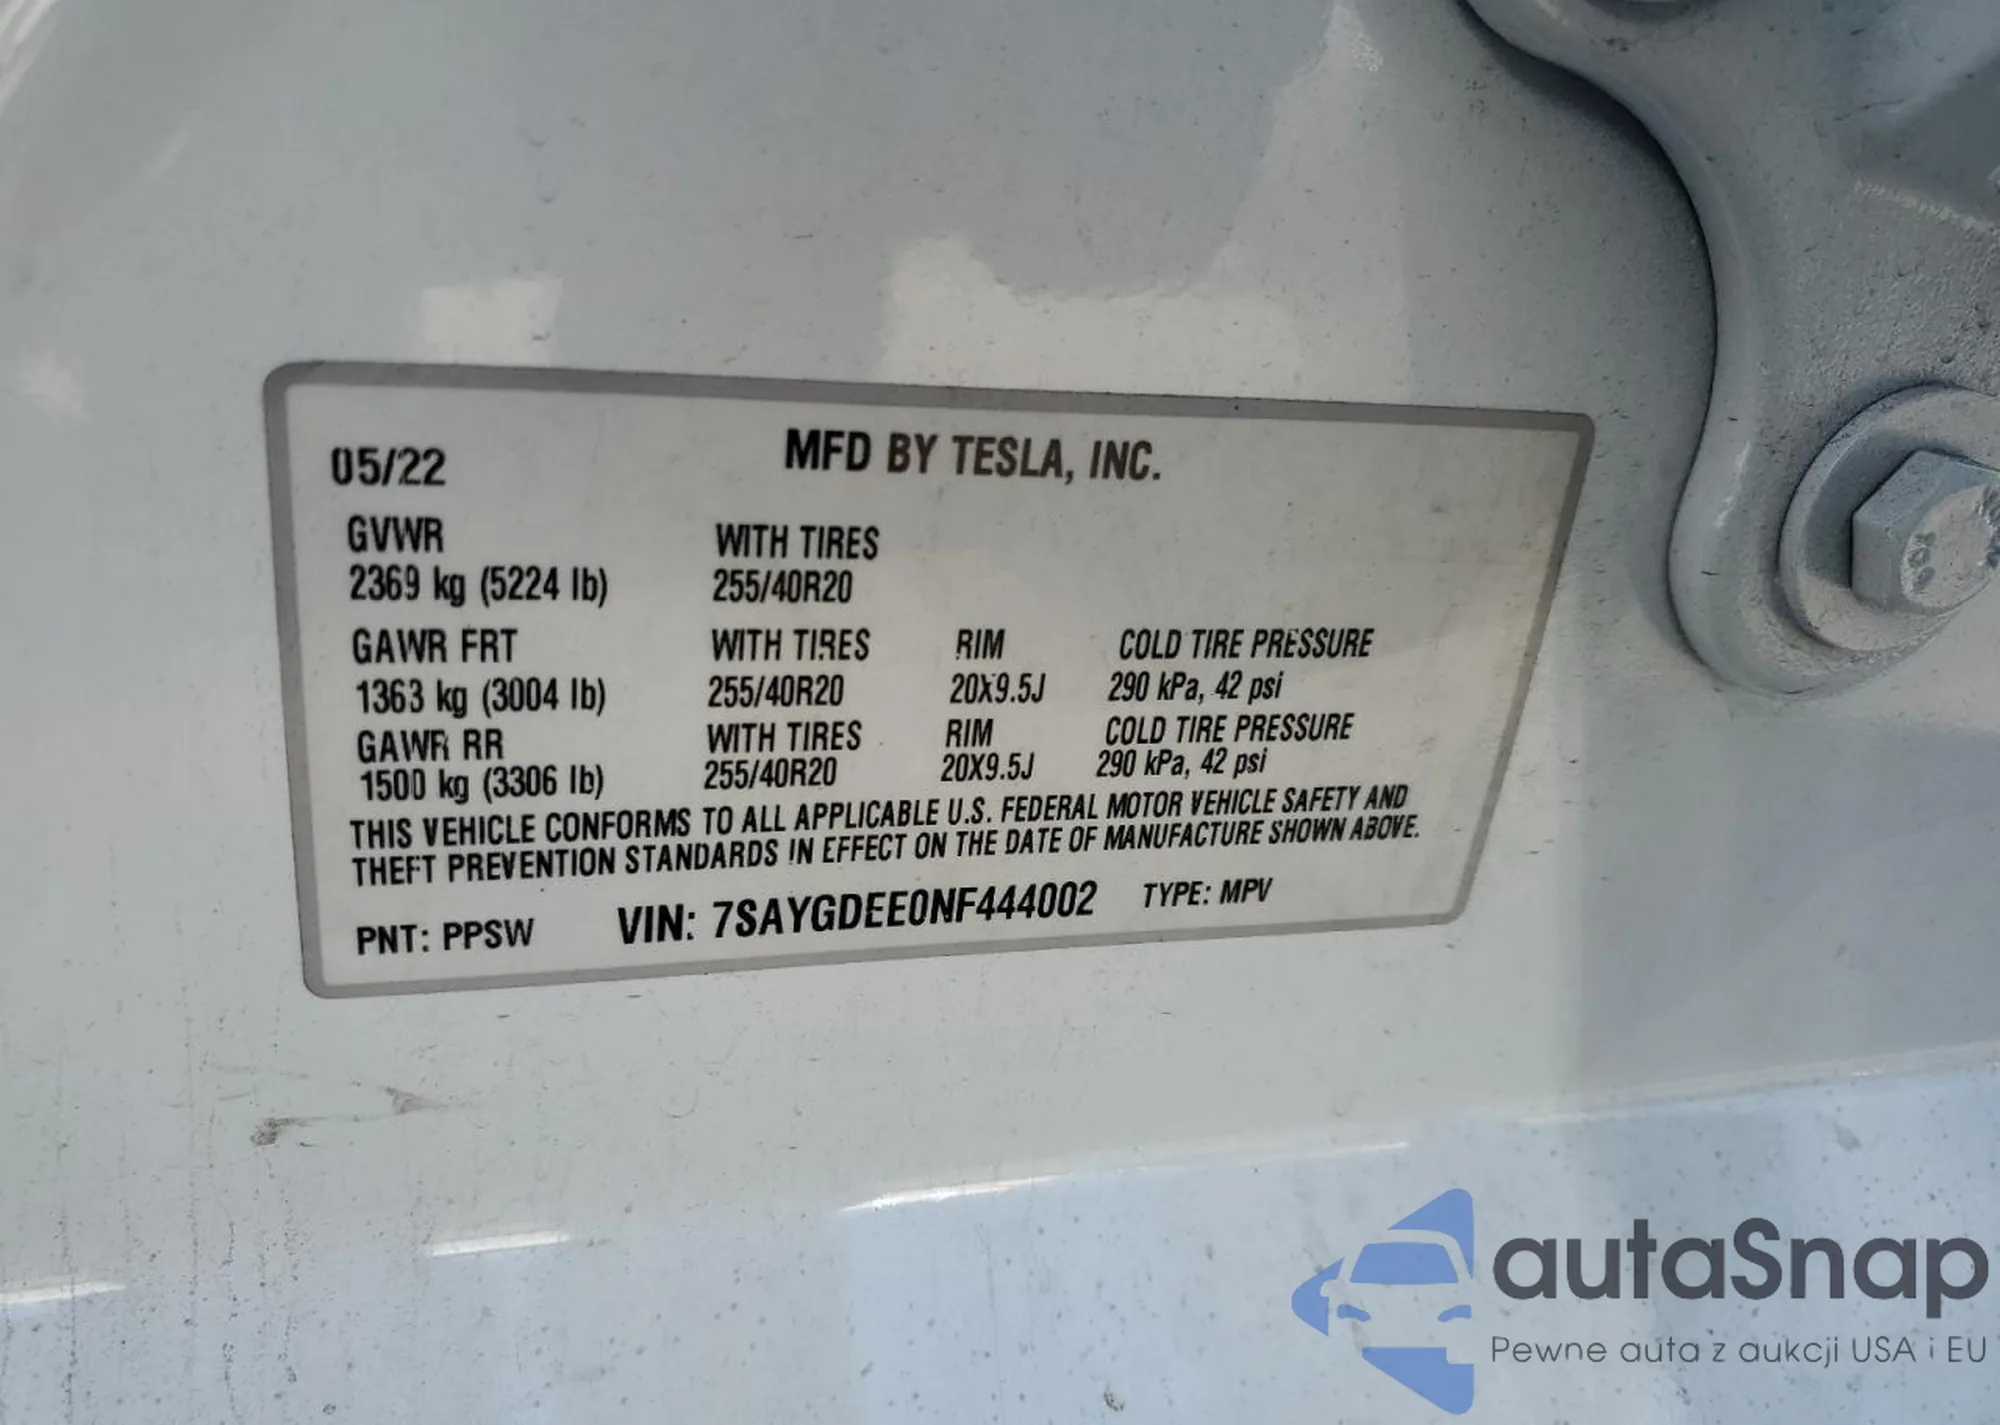 05/22 MFD BY TESLA, INC.
GVWR WITH TIRES
2369 kg (5224 lb) 255/40R20
GAWR FRT WITH TIRES RIM COLD TIRE PRESSURE
1363 kg (3004 lb) 255/40R20 20X9.5J 290 kPa, 42 psi
GAWR RR WITH TIRES RIM COLD TIRE PRESSURE
1500 kg (3306 lb) 255/40R20 20X9.5J 290 kPa, 42 psi
THIS VEHICLE CONFORMS TO ALL APPLICABLE U.S. FEDERAL MOTOR VEHICLE SAFETY AND
THEFT PREVENTION STANDARDS IN EFFECT ON THE DATE OF MANUFACTURE SHOWN ABOVE.
PNT: PPSW VIN: 7SAYGDEE0NF444002 TYPE: MPV
autaSnap
Pewne auta z aukcji USA i EU